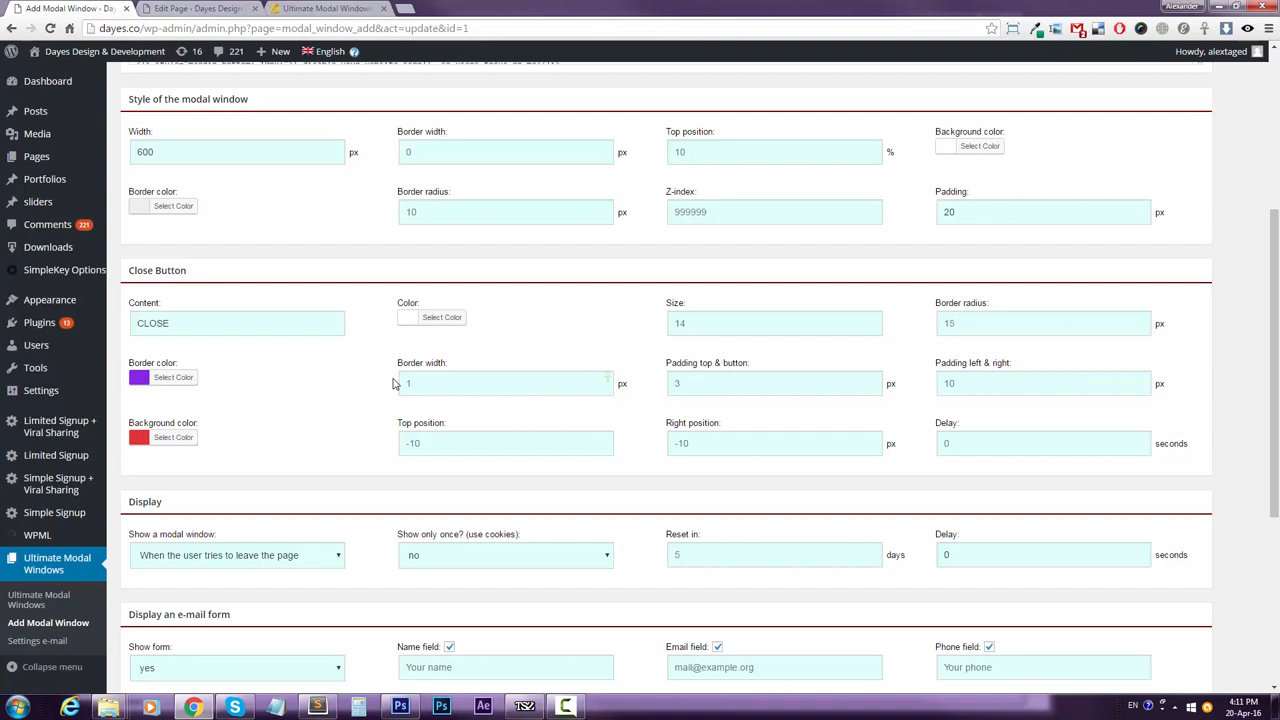 Add Modal Window ‹ Day
Edit Page ‹ Dayes Design
Ultimate Modal Windows
Alexander
dayes.co/wp-admin/admin.php?page=modal_window_add&act=update&id=1
Dayes Design & Development
16
221
New
English
Howdy, alextaged
Dashboard
Posts
Media
Pages
Portfolios
sliders
Comments 221
Downloads
SimpleKey Options
Appearance
Plugins 13
Users
Tools
Settings
Limited Signup +
Viral Sharing
Limited Signup
Simple Signup +
Viral Sharing
Simple Signup
WPML
Ultimate Modal
Windows
Ultimate Modal
Windows
Add Modal Window
Settings e-mail
Collapse menu
Style of the modal window
Width: Border width: Top position: Background color:
600 px 0 px 10 % Select Color
Border color: Border radius: Z-index: Padding:
Select Color 10 px 999999 20 px
Close Button
Content: Color: Size: Border radius:
CLOSE Select Color 14 15 px
Border color: Border width: Padding top & button: Padding left & right:
Select Color 1 px 3 px 10 px
Background color: Top position: Right position: Delay:
Select Color -10 -10 px 0 seconds
Display
Show a modal window: Show only once? (use cookies): Reset in: Delay:
When the user tries to leave the page no 5 days 0 seconds
Display an e-mail form
Show form: Name field: Email field: Phone field:
yes Your name mail@example.org Your phone
EN
4:11 PM
20-Apr-16